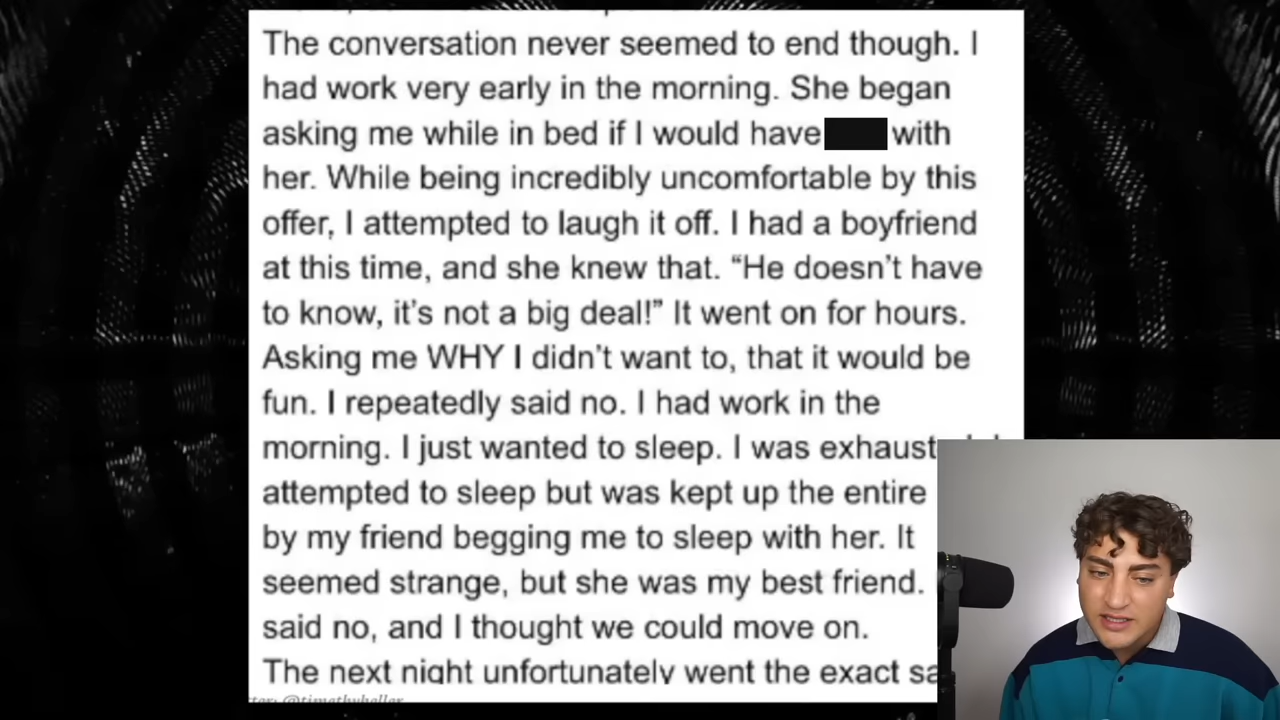 The conversation never seemed to end though. I
had work very early in the morning. She began
asking me while in bed if I would have with
her. While being incredibly uncomfortable by this
offer, I attempted to laugh it off. I had a boyfriend
at this time, and she knew that. “He doesn’t have
to know, it’s not a big deal!” It went on for hours.
Asking me WHY I didn’t want to, that it would be
fun. I repeatedly said no. I had work in the
morning. I just wanted to sleep. I was
attempted to sleep but was kept up the entire
by my friend begging me to sleep with her. It
seemed strange, but she was my best friend.
said no, and I thought we could move on.
The next night unfortunately went the exact
@timothyheller